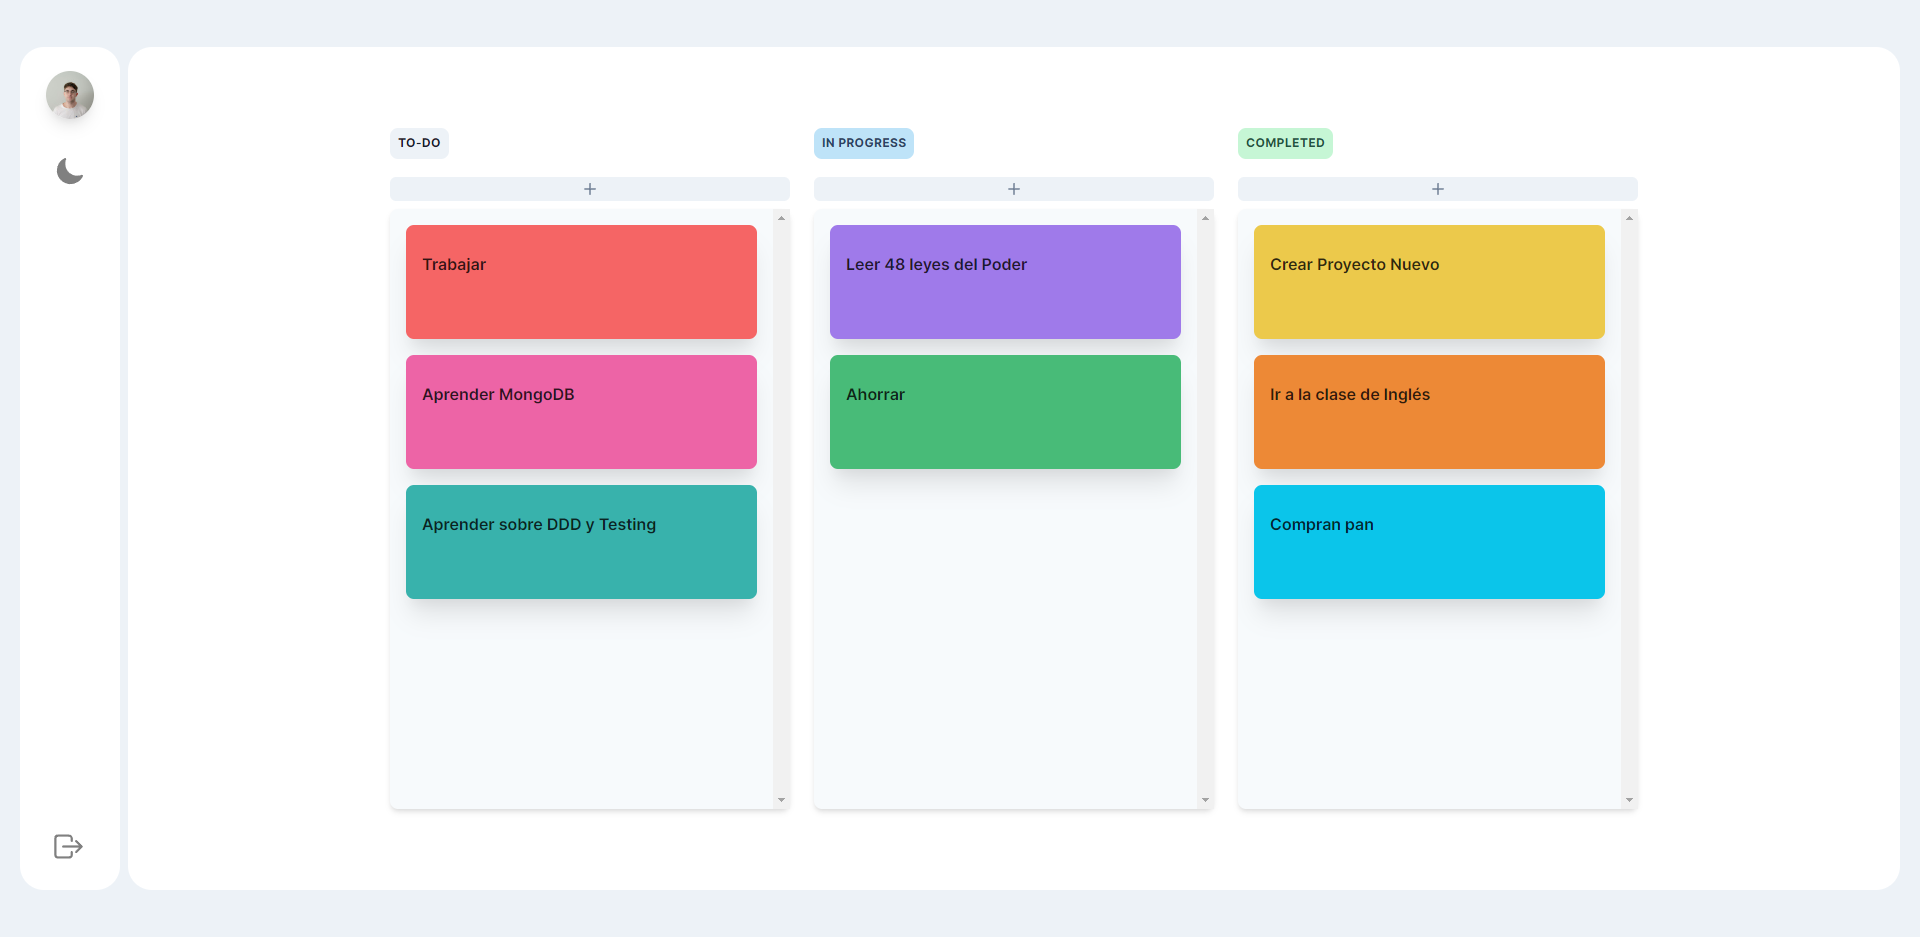 TO-DO
Trabajar
Aprender MongoDB
Aprender sobre DDD y Testing
IN PROGRESS
Leer 48 leyes del Poder
Ahorrar
COMPLETED
Crear Proyecto Nuevo
Ir a la clase de Inglés
Compran pan